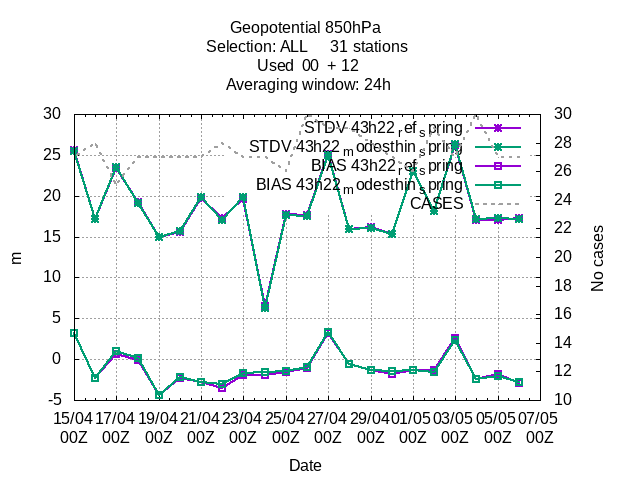 Geopotential 850hPa
Selection: ALL     31 stations
Used  00  + 12
Averaging window: 24h
STDV 43h22_ref_spring
STDV 43h22_modesthin_spring
BIAS 43h22_ref_spring
BIAS 43h22_modesthin_spring
CASES
30
25
20
15
10
5
0
-5
m
30
28
26
24
22
20
18
16
14
12
10
No cases
15/04 17/04 19/04 21/04 23/04 25/04 27/04 29/04 01/05 03/05 05/05 07/05
00Z 00Z 00Z 00Z 00Z 00Z 00Z 00Z 00Z 00Z 00Z 00Z
Date